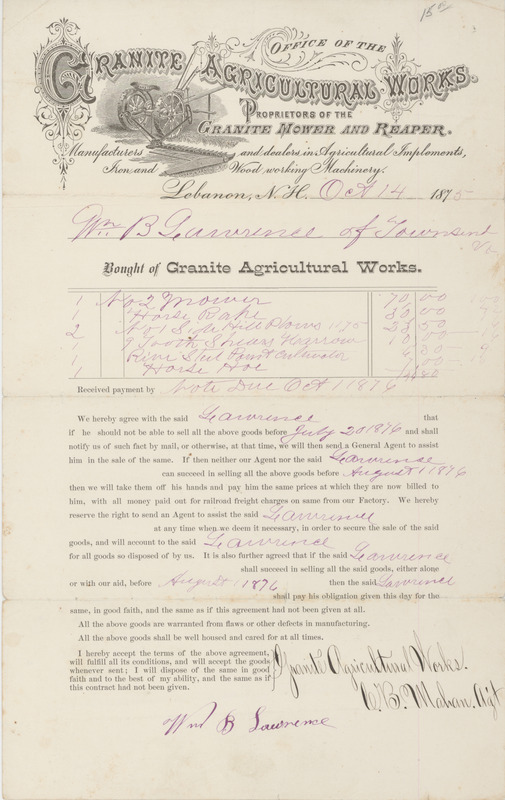 OFFICE OF THE
GRANITE AGRICULTURAL WORKS.
PROPRIETORS OF THE
GRANITE MOWER AND REAPER.
Manufacturers and dealers in Agricultural Implements,
Iron and Wood working Machinery.
Lebanon, N.H. Oct 14 1875
Wm B Lawrence of Townsent
Vt
Bought of Granite Agricultural Works.
1 No 2 Mower 70 00
1 Horse Rake 30 00
2 No 1 Side Hill Plows 1175 23 50
1 9 Tooth Harrow 10 00
1 Steel Point Cultivator
1 Horse Hoe
Received payment by Note Due Oct 1 1876
We hereby agree with the said Lawrence that
if he should not be able to sell all the above goods before July 20 1876 and shall
notify us of such fact by mail, or otherwise, at that time, we will then send a General Agent to assist
him in the sale of the same. If then neither our Agent nor the said Lawrence
can succeed in selling all the above goods before August 1 1876
then we will take them off his hands and pay him the same prices at which they are now billed to
him, with all money paid out for railroad freight charges on same from our Factory. We hereby
reserve the right to send an Agent to assist the said Lawrence
at any time when we deem it necessary, in order to secure the sale of the said
goods, and will account to the said Lawrence
for all goods so disposed of by us. It is also further agreed that if the said Lawrence
shall succeed in selling all the said goods, either alone
or with our aid, before August 1 1876 then the said Lawrence
shall pay his obligation given this day for the
same, in good faith, and the same as if this agreement had not been given at all.
All the above goods are warranted from flaws or other defects in manufacturing.
All the above goods shall be well housed and cared for at all times.
I hereby accept the terms of the above agreement,
will fulfill all its conditions, and will accept the goods
whenever sent; I will dispose of the same in good
faith and to the best of my ability, and the same as if
this contract had not been given.
Granite Agricultural Works.
C B. Mahan. Agt
Wm B Lawrence